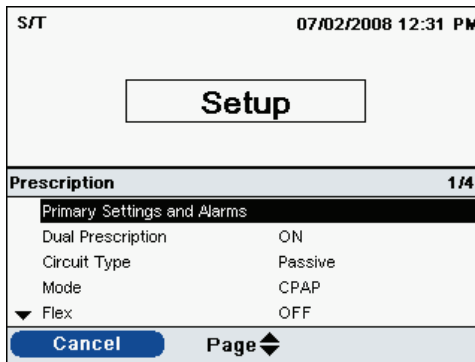 S/T 07/02/2008 12:31 PM
Setup
Prescription 1/4
Primary Settings and Alarms
Dual Prescription ON
Circuit Type Passive
Mode CPAP
Flex OFF
Cancel Page